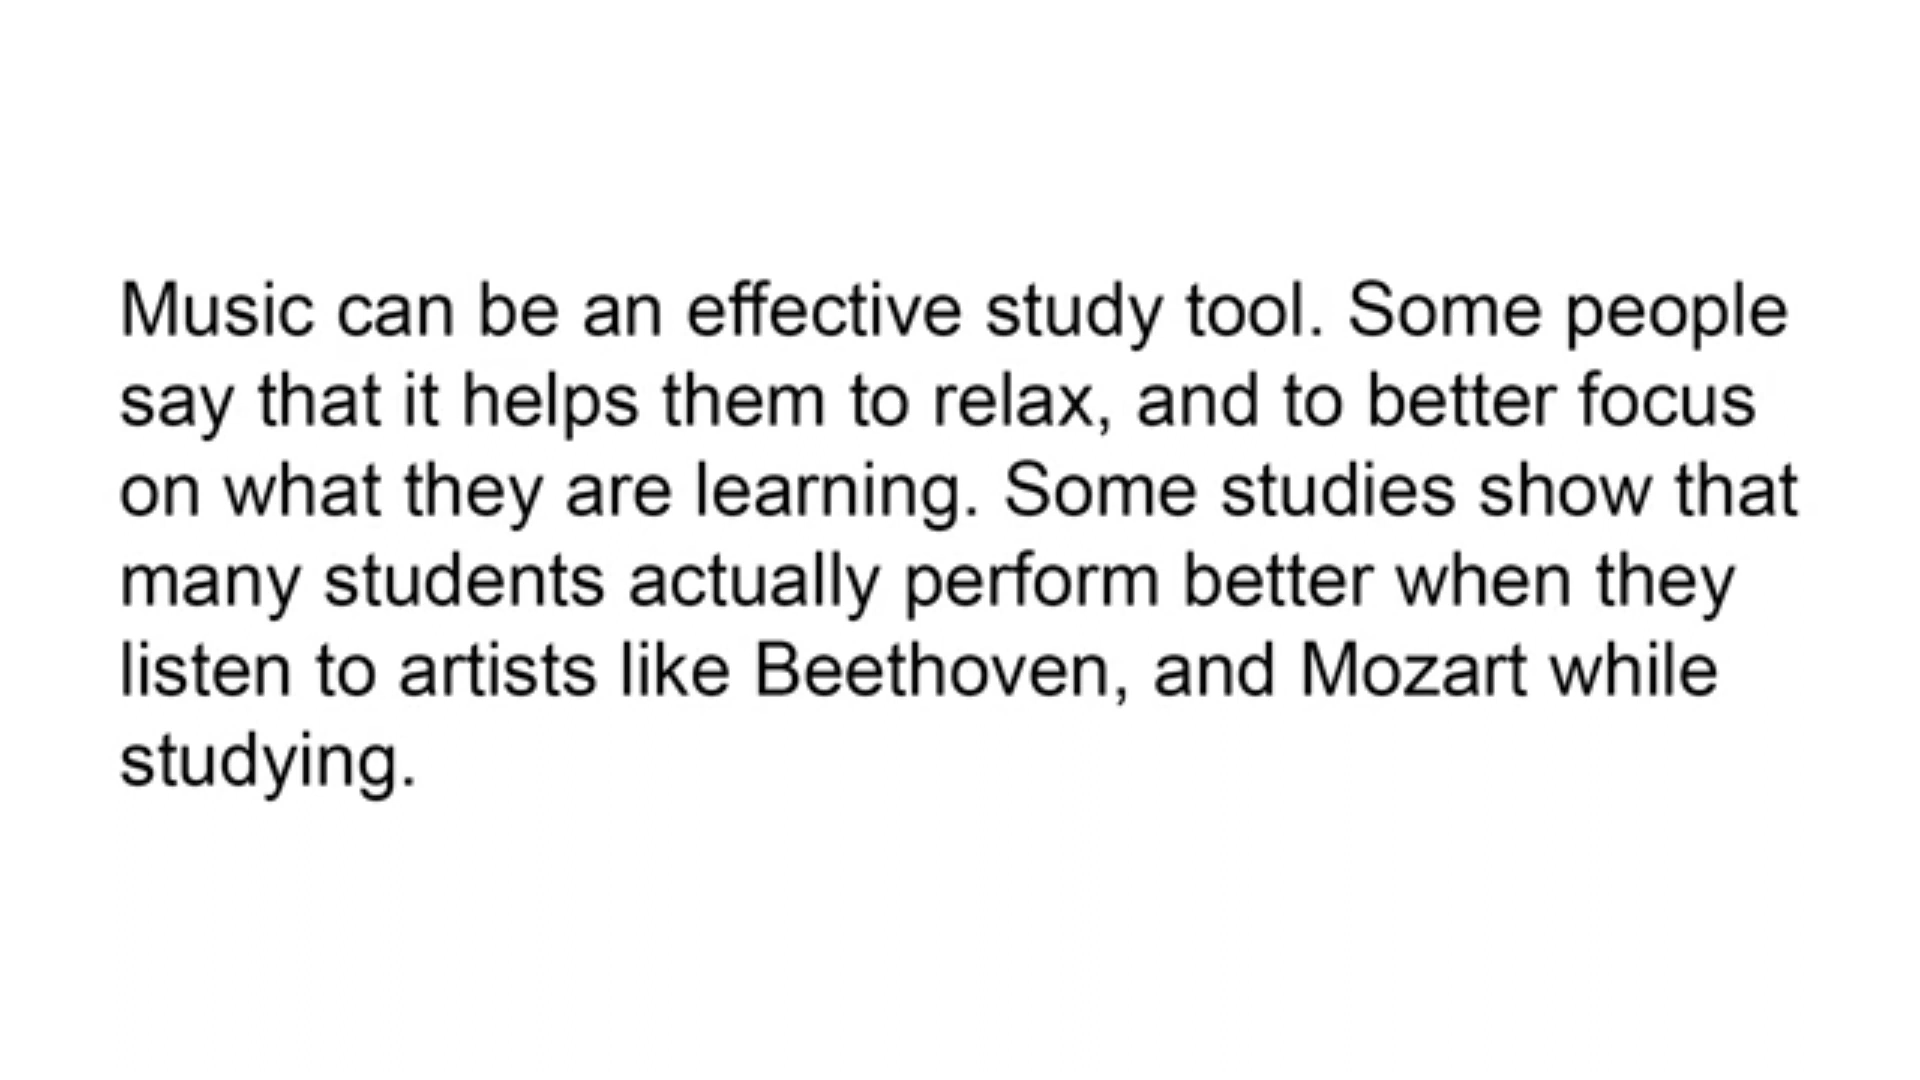 Music can be an effective study tool. Some people
say that it helps them to relax, and to better focus
on what they are learning. Some studies show that
many students actually perform better when they
listen to artists like Beethoven, and Mozart while
studying.